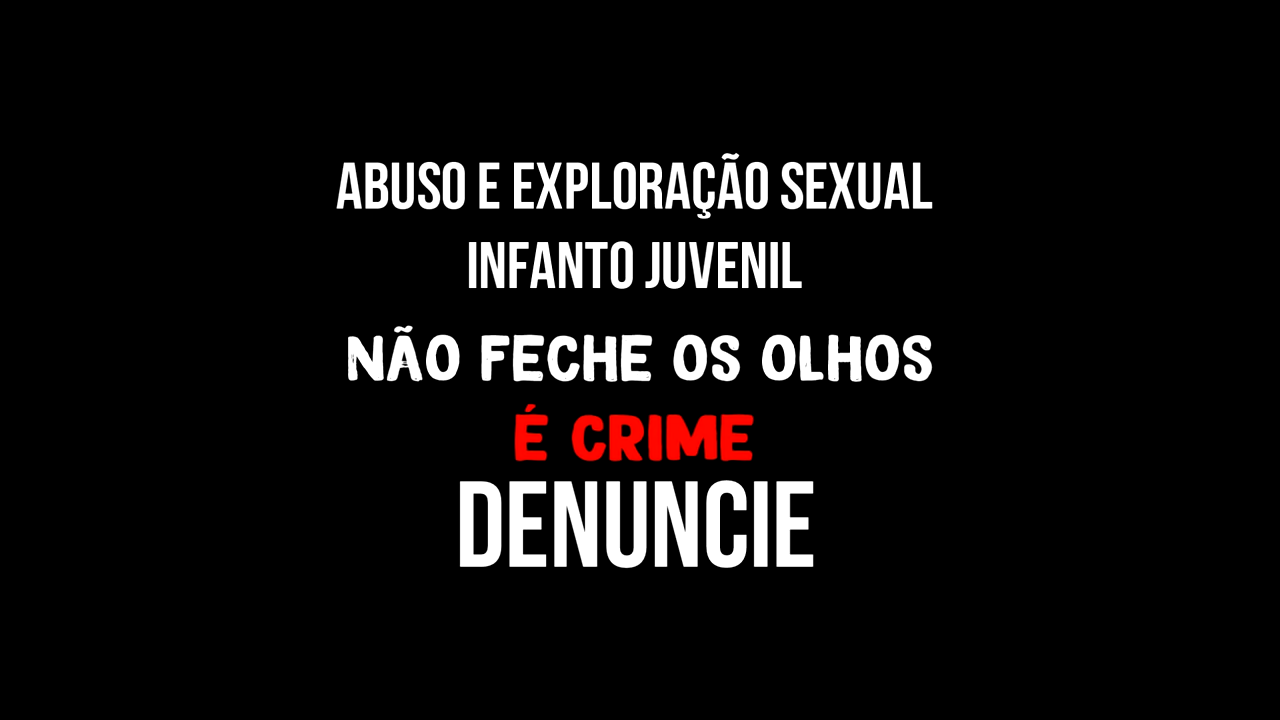 ABUSO E EXPLORAÇÃO SEXUAL
INFANTO JUVENIL
NÃO FECHE OS OLHOS
É CRIME
DENUNCIE